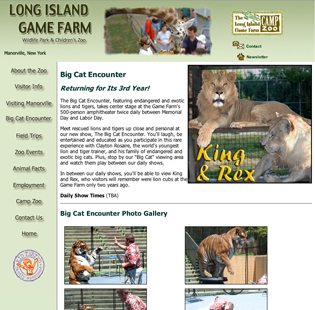 LONG ISLAND
GAME FARM
Wildlife Park & Children's Zoo
Manorville, New York
The Long Island
Game Farm
CAMP
ZOO
Contact
Newsletter
About the Zoo
Visitor Info
Visiting Manorville
Big Cat Encounter
Field Trips
Zoo Events
Animal Facts
Employment
Camp Zoo
Contact Us
Home
Big Cat Encounter
Returning for Its 3rd Year!
The Big Cat Encounter, featuring endangered and exotic
lions and tigers, takes center stage at the Game Farm's
500-person amphitheater twice daily between Memorial
Day and Labor Day.
Meet rescued lions and tigers up close and personal at
our new show, The Big Cat Encounter. You'll laugh, be
entertained and educated as you participate in this rare
experience with Clayton Rosaire, the world's youngest
lion and tiger trainer, and his family of endangered and
exotic big cats. Plus, stop by our "Big Cat" viewing area
and watch them play between our daily shows.
In between our daily shows, you'll be able to view King
and Rex, who visitors will remember were lion cubs at the
Game Farm only two years ago.
Daily Show Times (TBA)
King
& Rex
Big Cat Encounter Photo Gallery